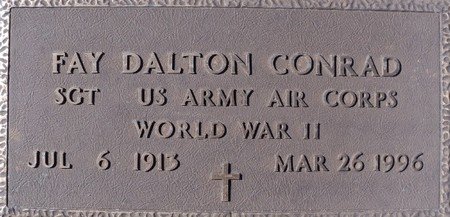 FAY DALTON CONRAD
SGT US ARMY AIR CORPS
WORLD WAR II
JUL 6 1913 MAR 26 1996